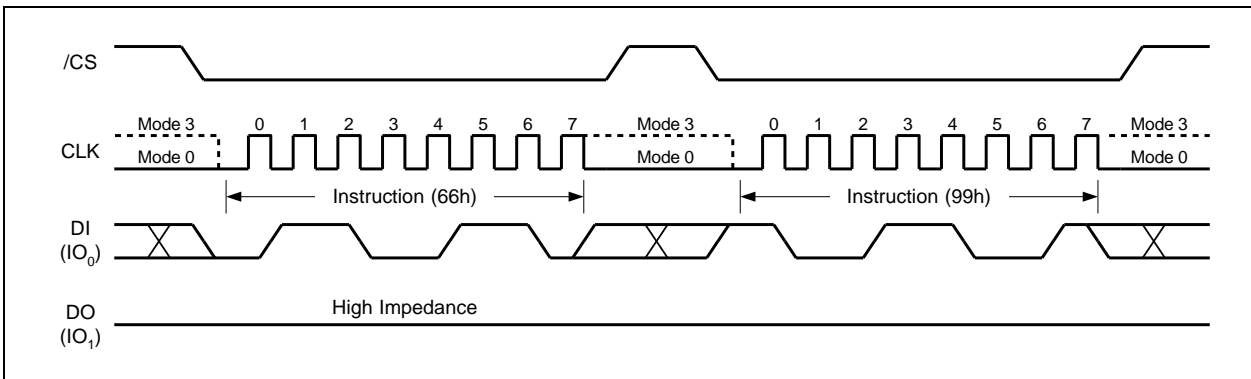 /CS
Mode 3 0 1 2 3 4 5 6 7 Mode 3 0 1 2 3 4 5 6 7 Mode 3
CLK
Mode 0 Mode 0 Mode 0
Instruction (66h) Instruction (99h)
DI
(IO₀)
High Impedance
DO
(IO₁)